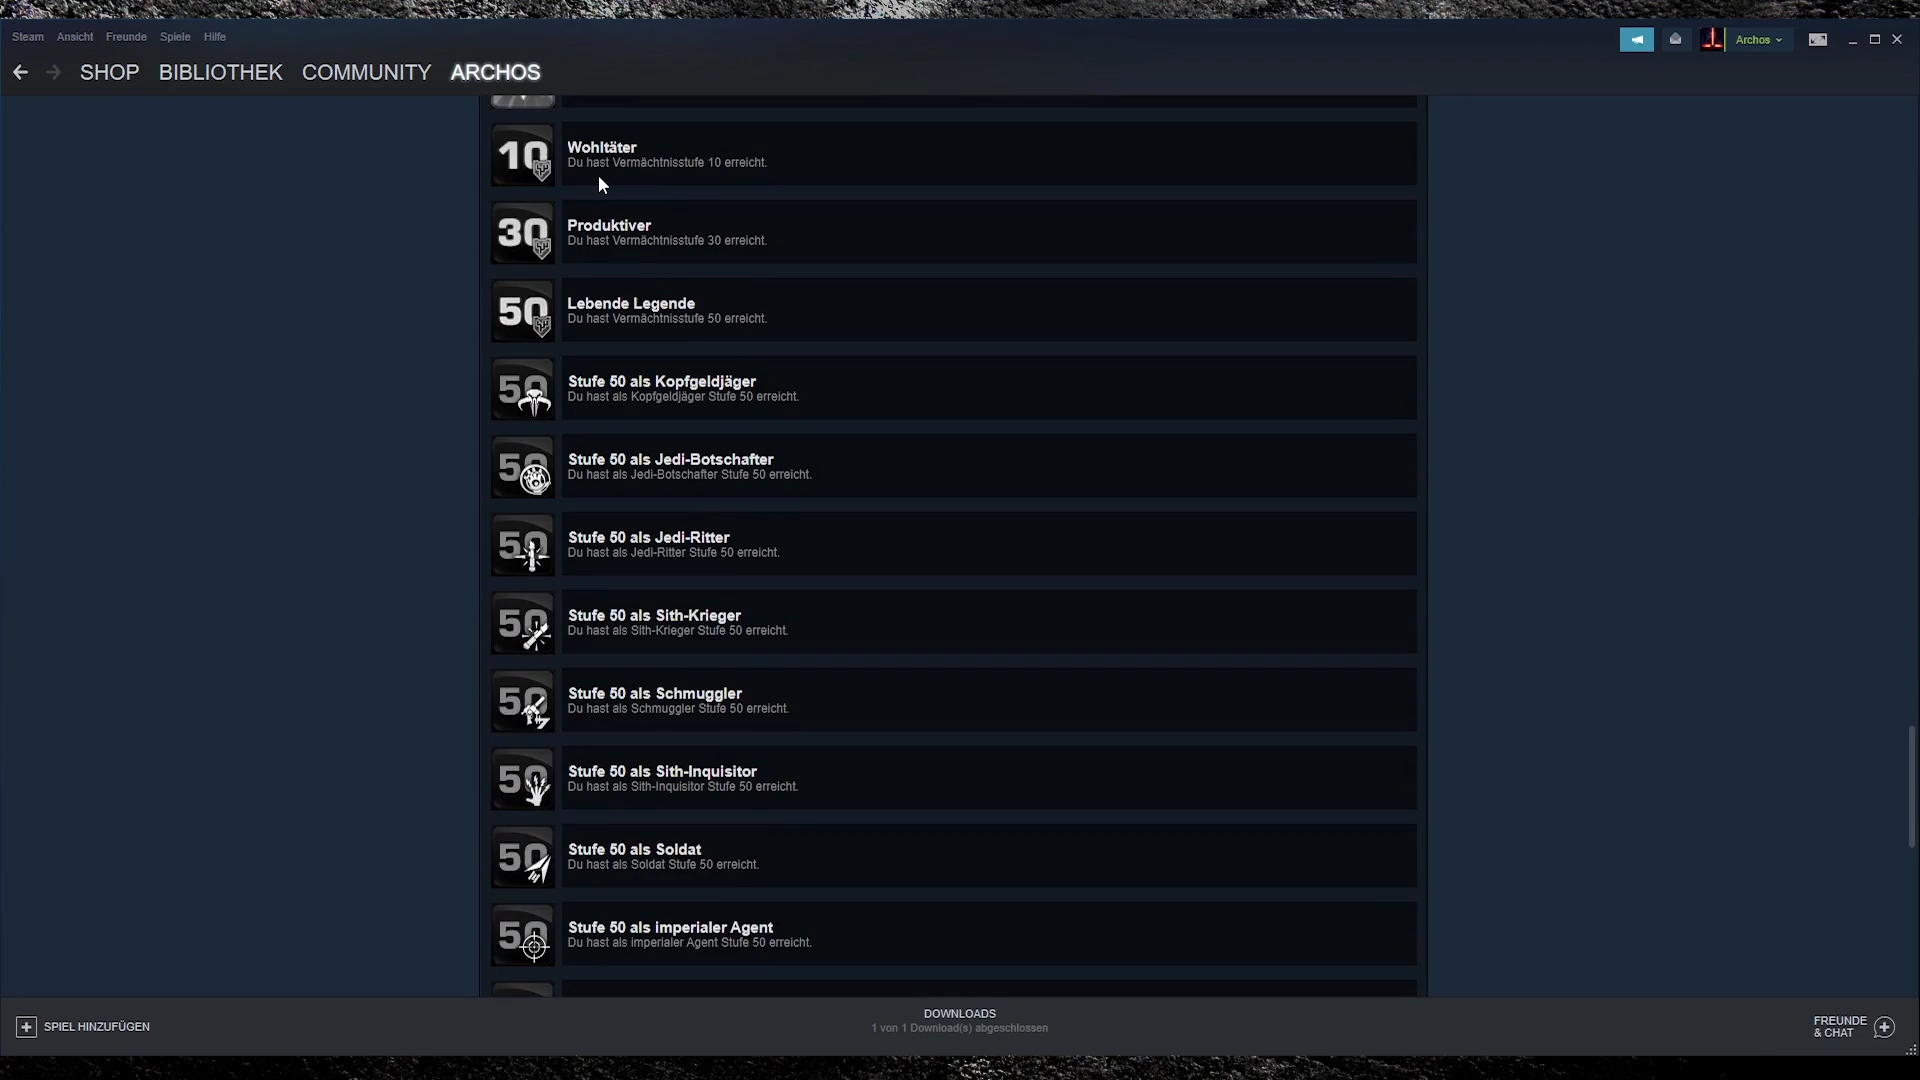 Steam Ansicht Freunde Spiele Hilfe
Archos
SHOP BIBLIOTHEK COMMUNITY ARCHOS
10
Wohltäter
Du hast Vermächtnisstufe 10 erreicht.
30
Produktiver
Du hast Vermächtnisstufe 30 erreicht.
50
Lebende Legende
Du hast Vermächtnisstufe 50 erreicht.
50
Stufe 50 als Kopfgeldjäger
Du hast als Kopfgeldjäger Stufe 50 erreicht.
50
Stufe 50 als Jedi-Botschafter
Du hast als Jedi-Botschafter Stufe 50 erreicht.
50
Stufe 50 als Jedi-Ritter
Du hast als Jedi-Ritter Stufe 50 erreicht.
50
Stufe 50 als Sith-Krieger
Du hast als Sith-Krieger Stufe 50 erreicht.
50
Stufe 50 als Schmuggler
Du hast als Schmuggler Stufe 50 erreicht.
50
Stufe 50 als Sith-Inquisitor
Du hast als Sith-Inquisitor Stufe 50 erreicht.
50
Stufe 50 als Soldat
Du hast als Soldat Stufe 50 erreicht.
50
Stufe 50 als imperialer Agent
Du hast als imperialer Agent Stufe 50 erreicht.
SPIEL HINZUFÜGEN
DOWNLOADS
1 von 1 Download(s) abgeschlossen
FREUNDE
& CHAT